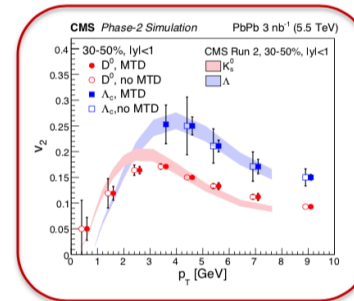 CMS Phase-2 Simulation PbPb 3 nb⁻¹ (5.5 TeV)
30-50%, |y|<1
D⁰, MTD
D⁰, no MTD
Λc, MTD
Λc, no MTD
CMS Run 2, 30-50%, |y|<1
K⁰s
Λ
v₂
0.4
0.35
0.3
0.25
0.2
0.15
0.1
0.05
0
0 1 2 3 4 5 6 7 8 9 10
pT [GeV]